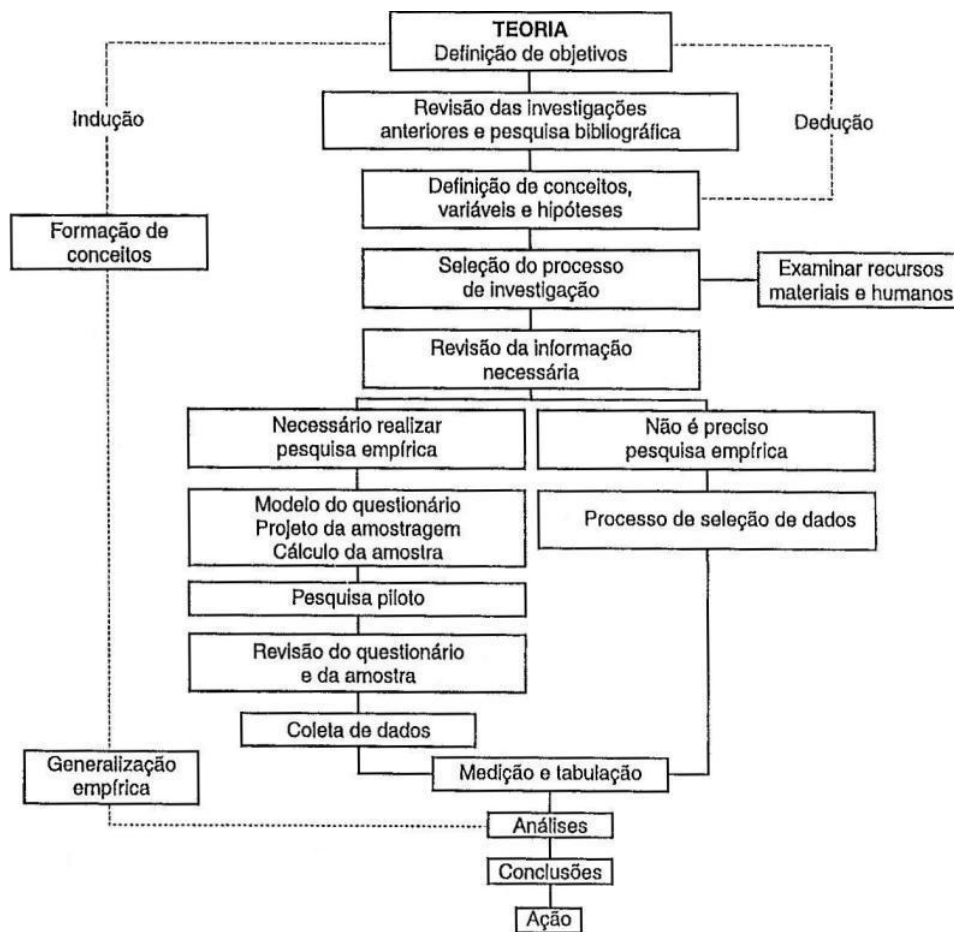 TEORIA
Definição de objetivos
Indução
Revisão das investigações
anteriores e pesquisa bibliográfica
Dedução
Definição de conceitos,
variáveis e hipóteses
Formação de
conceitos
Seleção do processo
de investigação
Examinar recursos
materiais e humanos
Revisão da informação
necessária
Necessário realizar
pesquisa empírica
Não é preciso
pesquisa empírica
Modelo do questionário
Projeto da amostragem
Cálculo da amostra
Processo de seleção de dados
Pesquisa piloto
Revisão do questionário
e da amostra
Coleta de dados
Generalização
empírica
Medição e tabulação
Análises
Conclusões
Ação